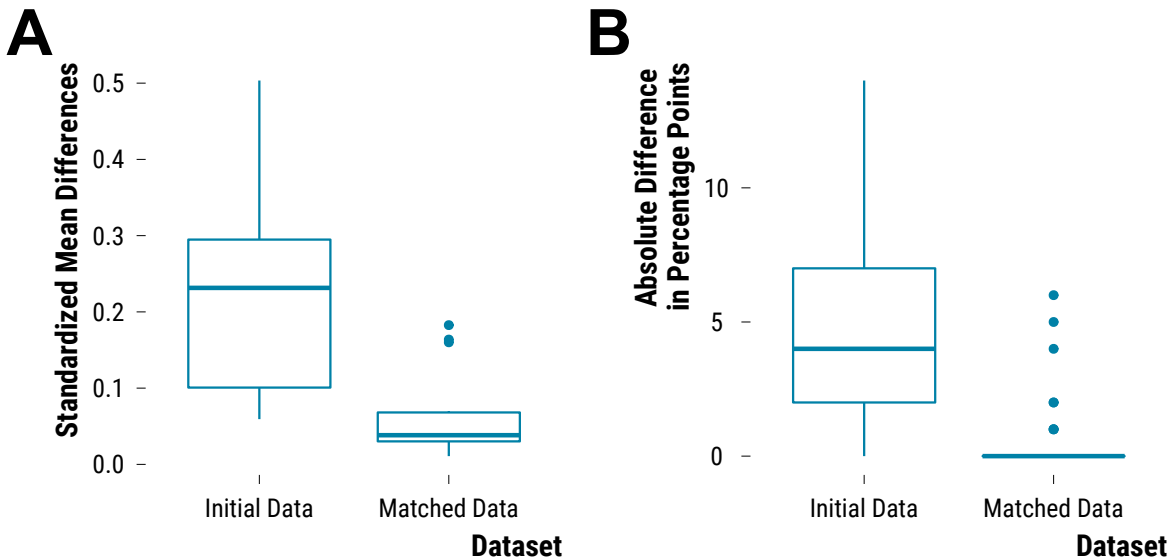 A
Standardized Mean Differences
0.5
0.4
0.3
0.2
0.1
0.0
Initial Data
Matched Data
Dataset
B
Absolute Difference
in Percentage Points
10
5
0
Initial Data
Matched Data
Dataset